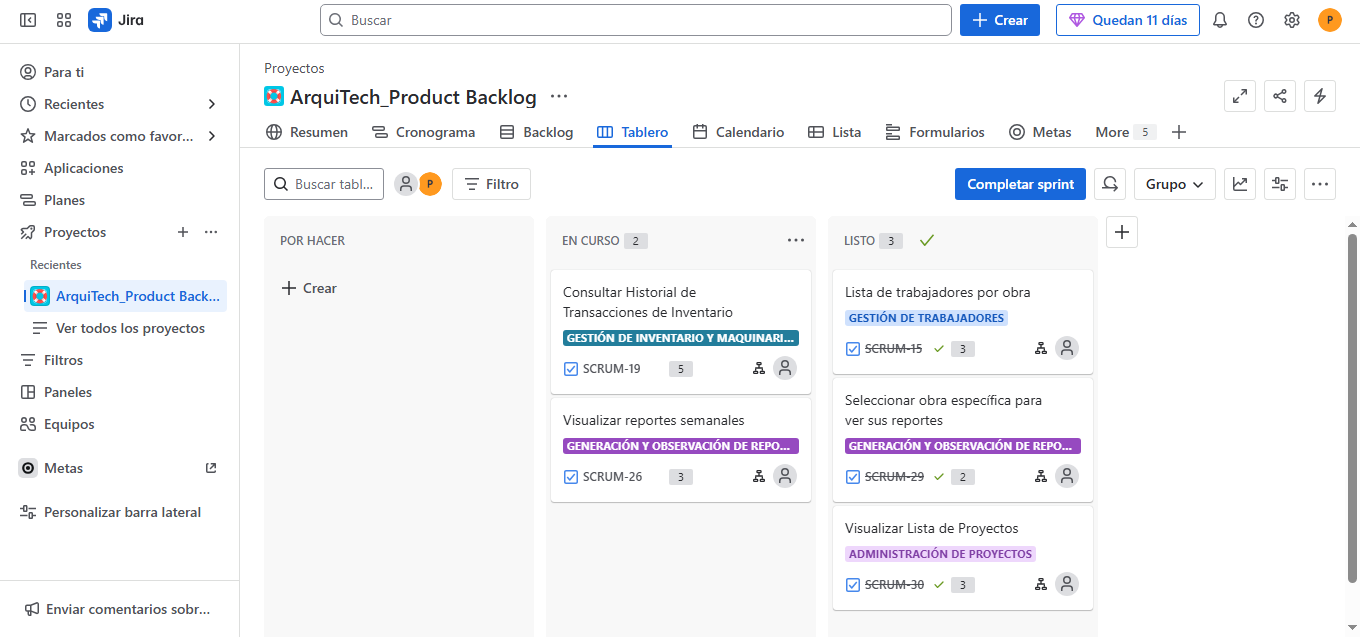 Jira
Buscar
Crear
Quedan 11 días
P
Para ti
Recientes
Marcados como favor...
Aplicaciones
Planes
Proyectos
Recientes
ArquiTech_Product Back...
Ver todos los proyectos
Filtros
Paneles
Equipos
Metas
Personalizar barra lateral
Enviar comentarios sobr...
Proyectos
ArquiTech_Product Backlog
Resumen
Cronograma
Backlog
Tablero
Calendario
Lista
Formularios
Metas
More 5
Buscar tabl...
P
Filtro
Completar sprint
Grupo
POR HACER
Crear
EN CURSO 2
Consultar Historial de
Transacciones de Inventario
GESTIÓN DE INVENTARIO Y MAQUINARI...
SCRUM-19 5
Visualizar reportes semanales
GENERACIÓN Y OBSERVACIÓN DE REPO...
SCRUM-26 3
LISTO 3
Lista de trabajadores por obra
GESTIÓN DE TRABAJADORES
SCRUM-15 3
Seleccionar obra específica para
ver sus reportes
GENERACIÓN Y OBSERVACIÓN DE REPO...
SCRUM-29 2
Visualizar Lista de Proyectos
ADMINISTRACIÓN DE PROYECTOS
SCRUM-30 3